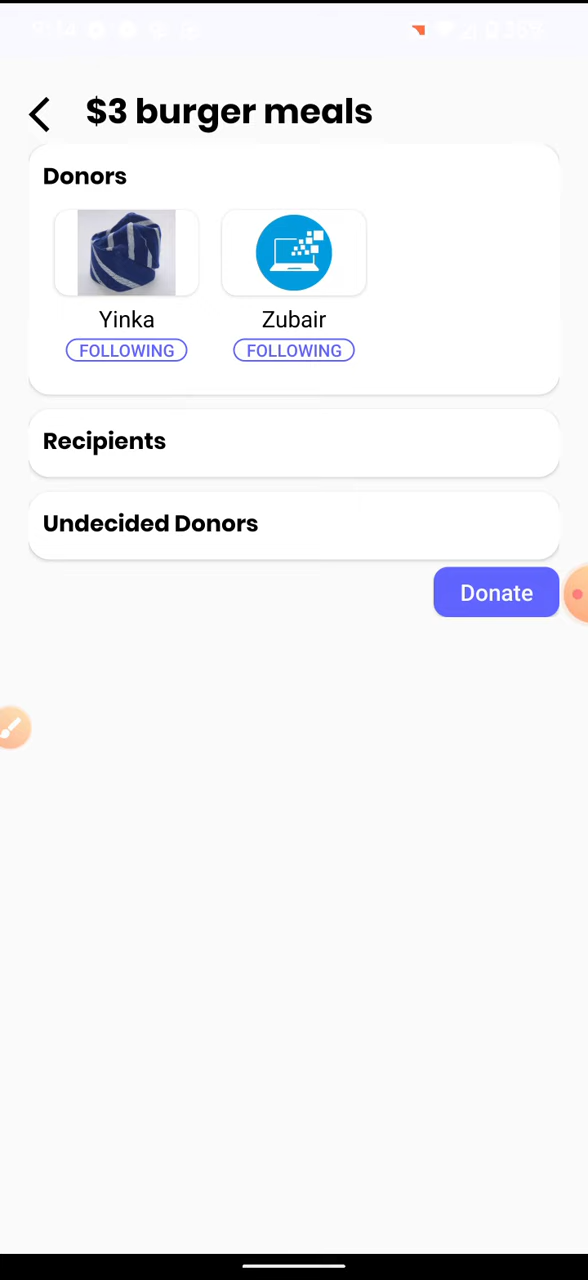 $3 burger meals
Donors
Yinka
Zubair
FOLLOWING
FOLLOWING
Recipients
Undecided Donors
Donate